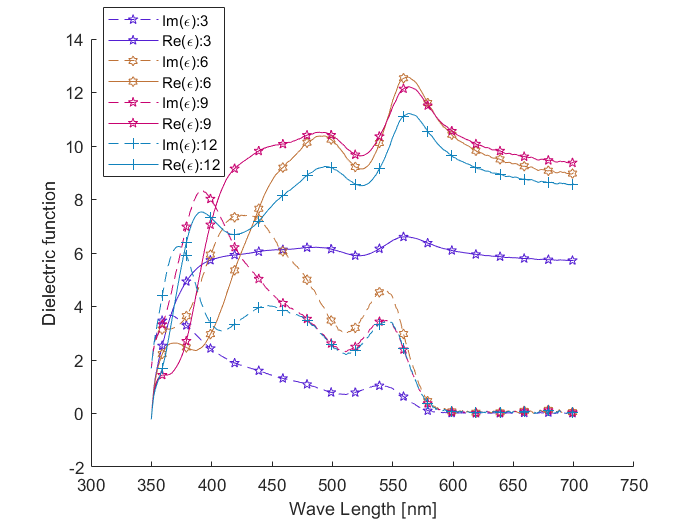 Im(ϵ):3
Re(ϵ):3
Im(ϵ):6
Re(ϵ):6
Im(ϵ):9
Re(ϵ):9
Im(ϵ):12
Re(ϵ):12
14
12
10
8
6
4
2
0
-2
Dielectric function
300 350 400 450 500 550 600 650 700 750
Wave Length [nm]